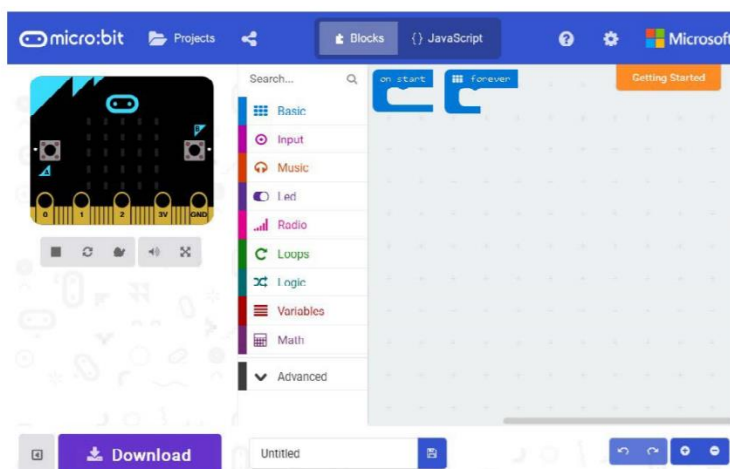 micro:bit Projects Blocks {} JavaScript ? Microsoft
Search...
on start forever Getting Started
Basic
Input
Music
Led
Radio
Loops
Logic
Variables
Math
Advanced
A
B
0 1 2 3V GND
Download
Untitled